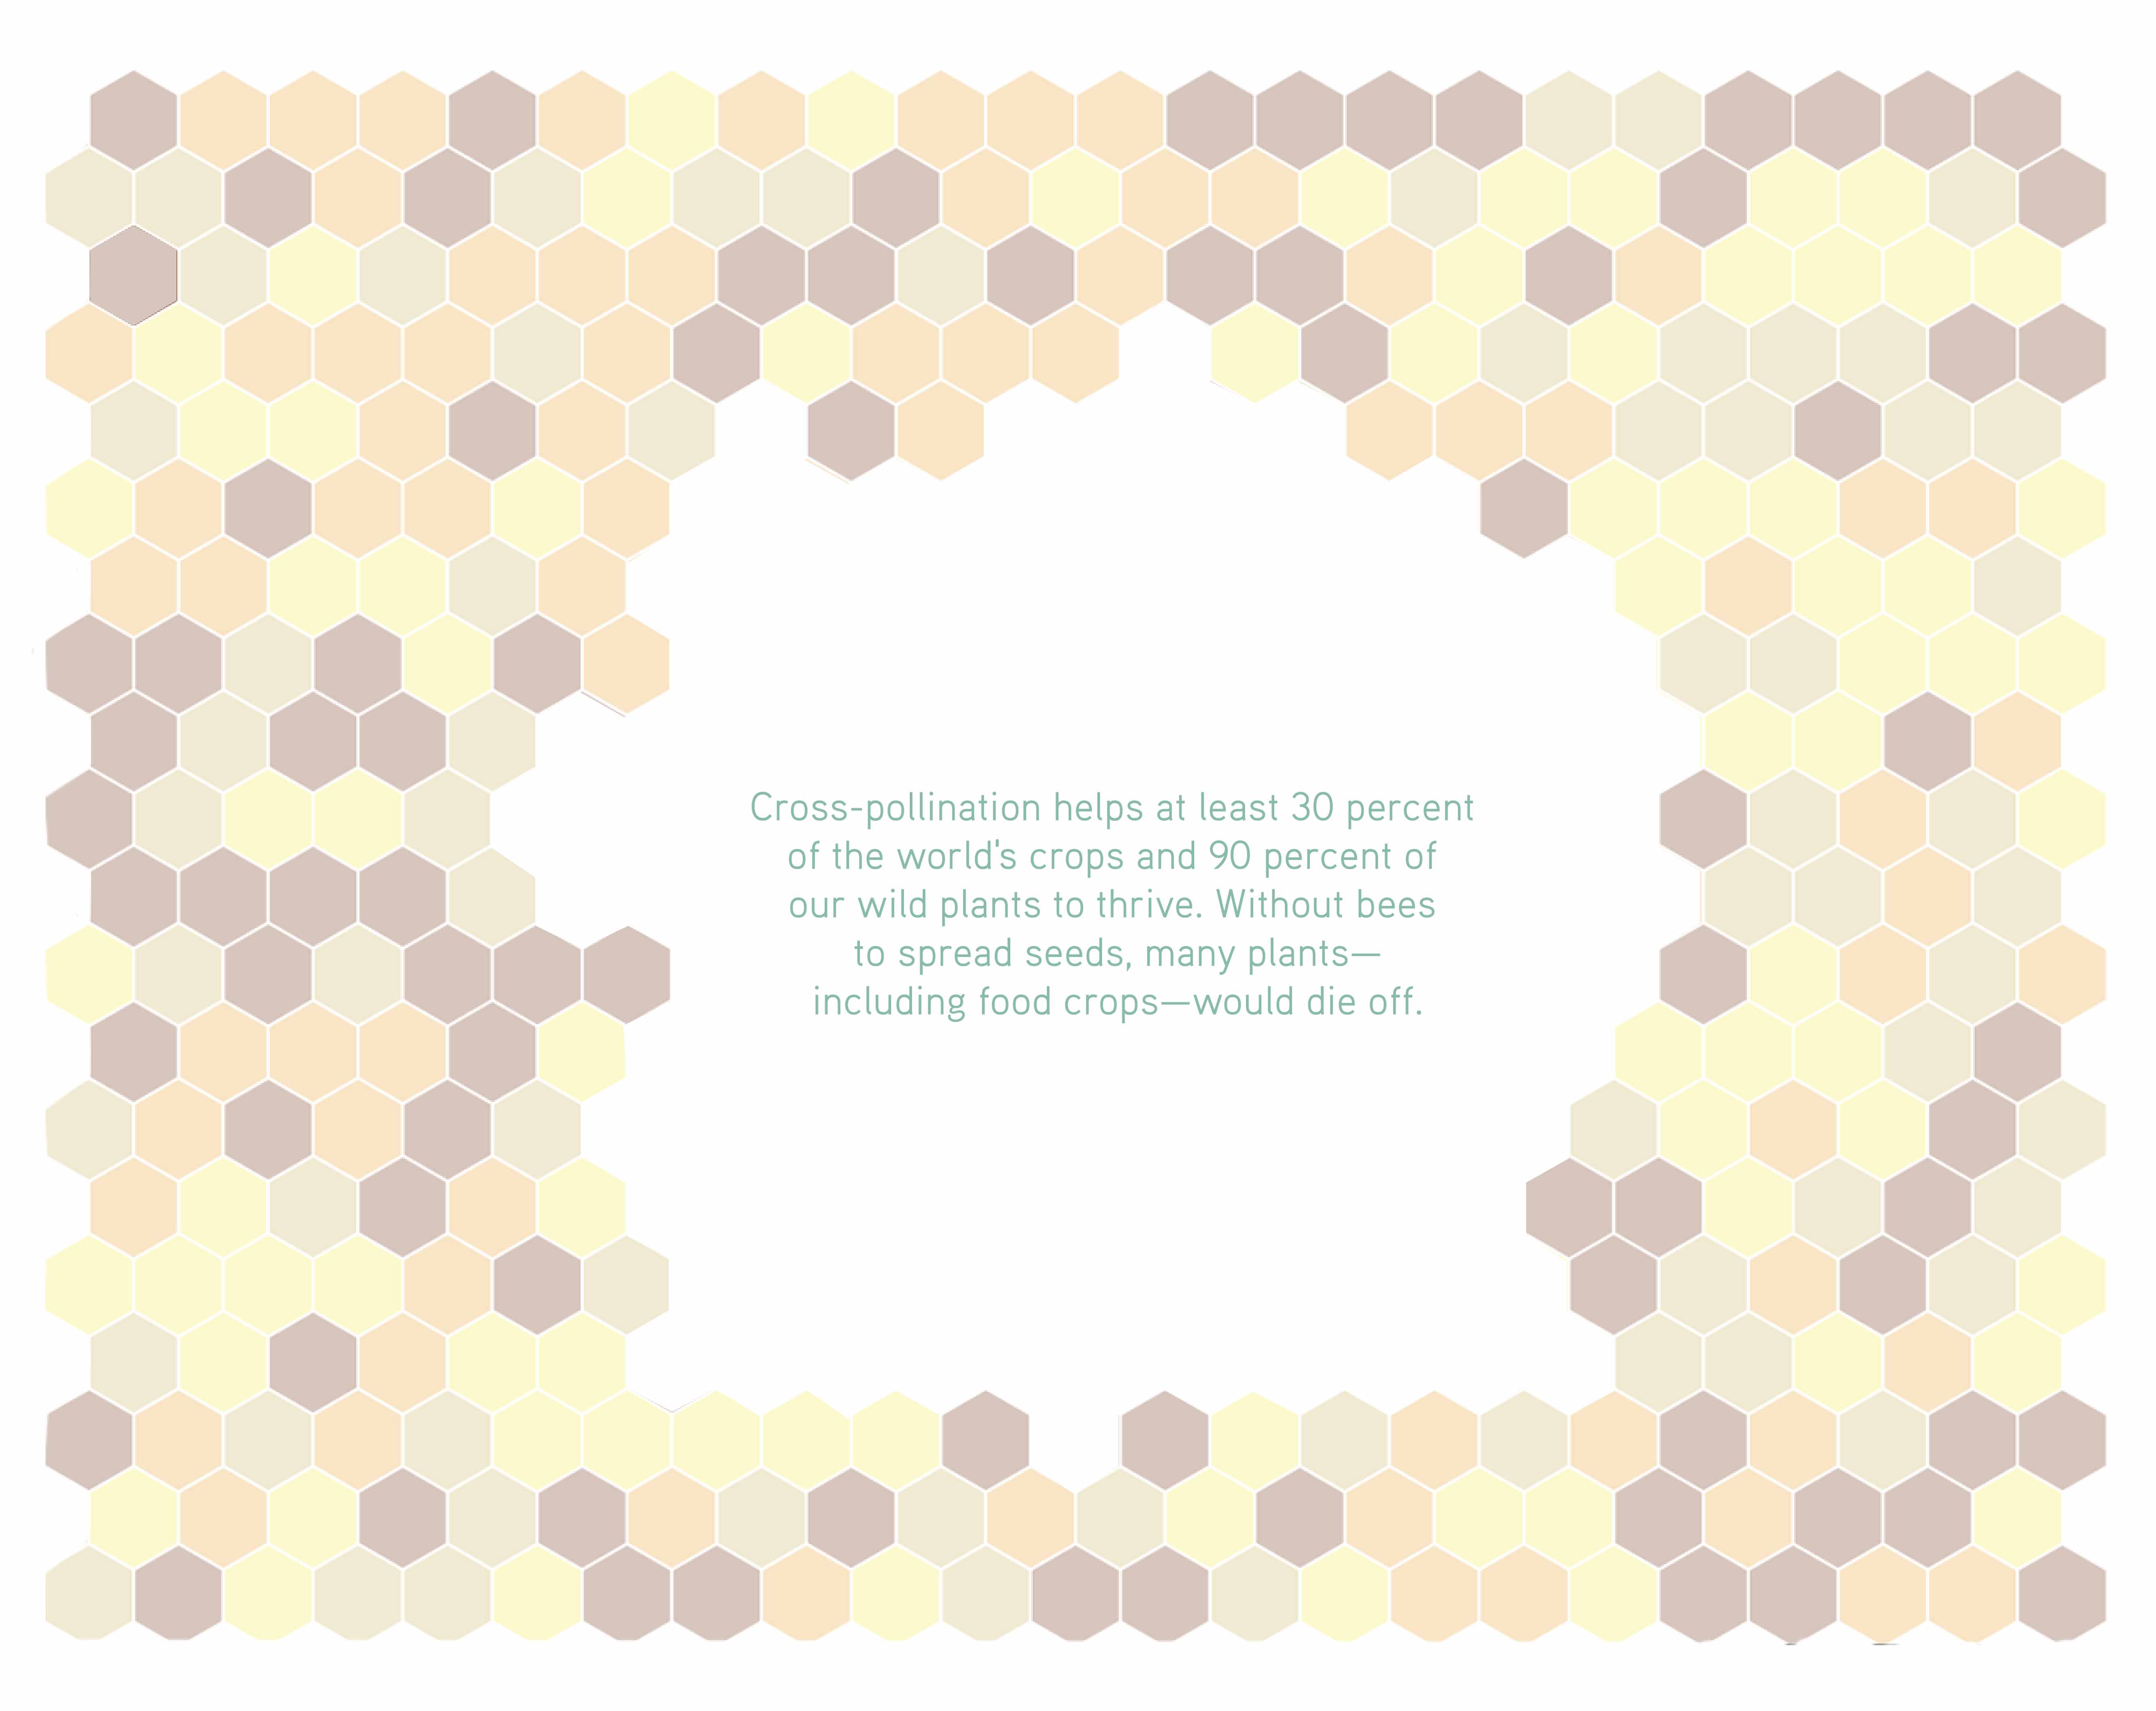 Cross-pollination helps at least 30 percent
of the world's crops and 90 percent of
our wild plants to thrive. Without bees
to spread seeds, many plants—
including food crops—would die off.